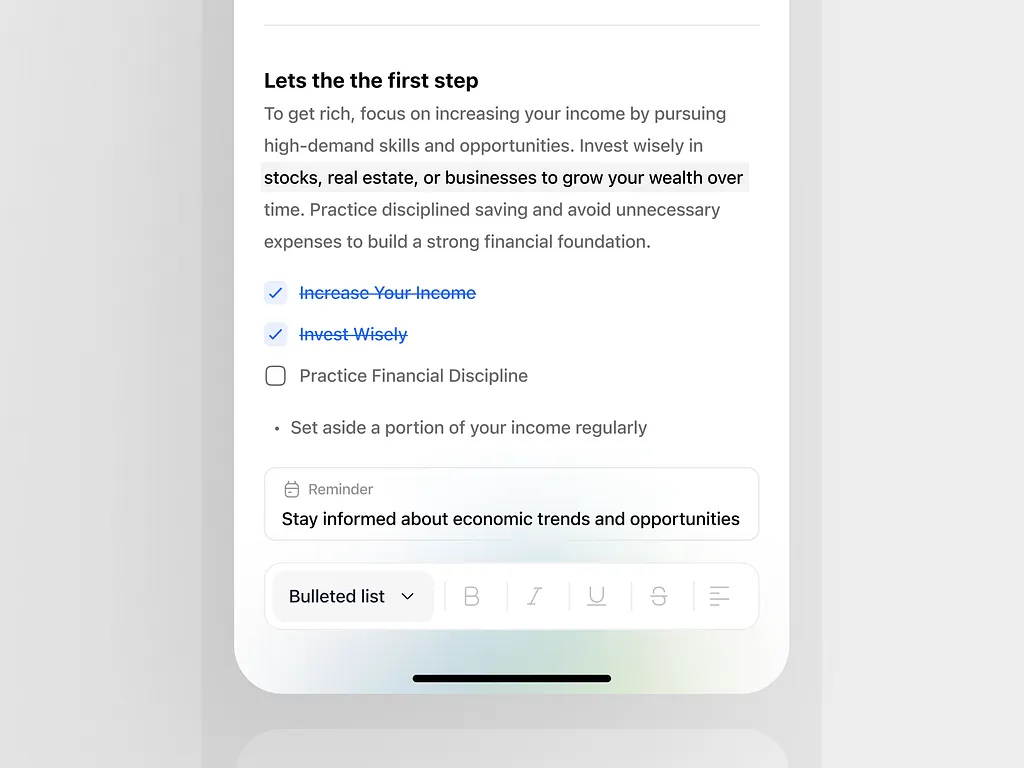 Lets the the first step
To get rich, focus on increasing your income by pursuing
high-demand skills and opportunities. Invest wisely in
stocks, real estate, or businesses to grow your wealth over
time. Practice disciplined saving and avoid unnecessary
expenses to build a strong financial foundation.
Increase Your Income
Invest Wisely
Practice Financial Discipline
• Set aside a portion of your income regularly
Reminder
Stay informed about economic trends and opportunities
Bulleted list B I U S